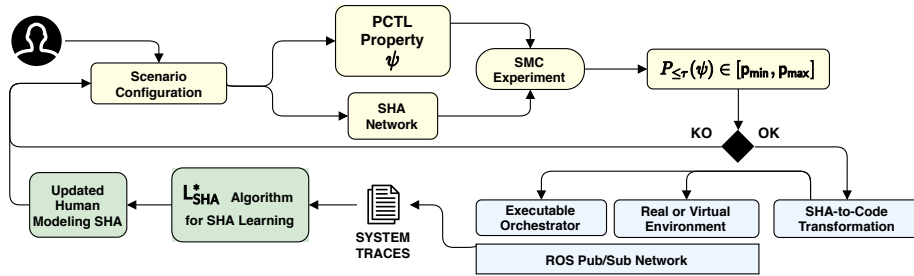 PCTL
Property
ψ
Scenario
Configuration
SMC
Experiment
P≤τ(ψ) ∈ [pmin, pmax]
SHA
Network
KO
OK
Updated
Human
Modeling SHA
L*SHA Algorithm
for SHA Learning
SYSTEM
TRACES
Executable
Orchestrator
Real or Virtual
Environment
SHA-to-Code
Transformation
ROS Pub/Sub Network